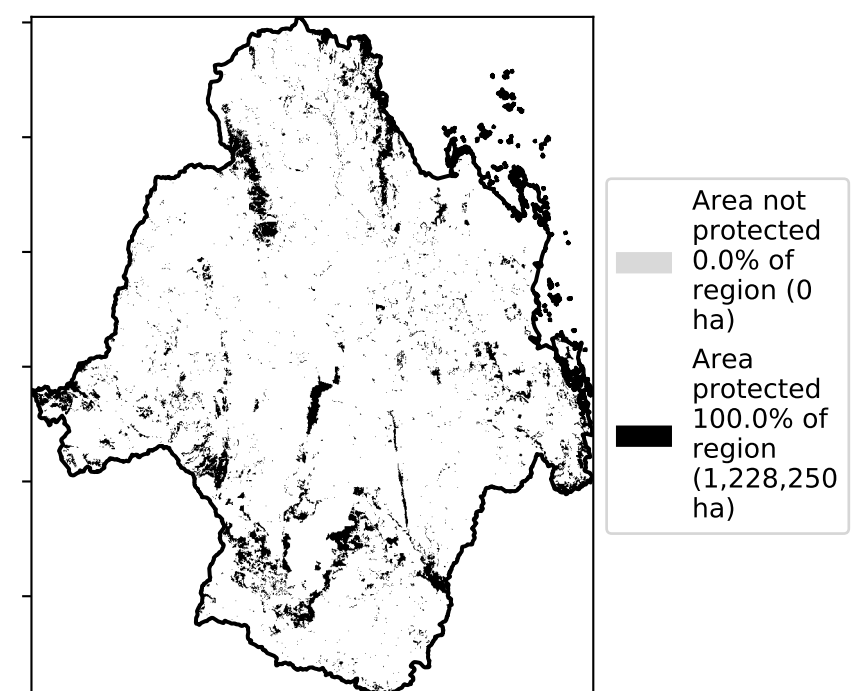 Area not
protected
0.0% of
region (0
ha)
Area
protected
100.0% of
region
(1,228,250
ha)